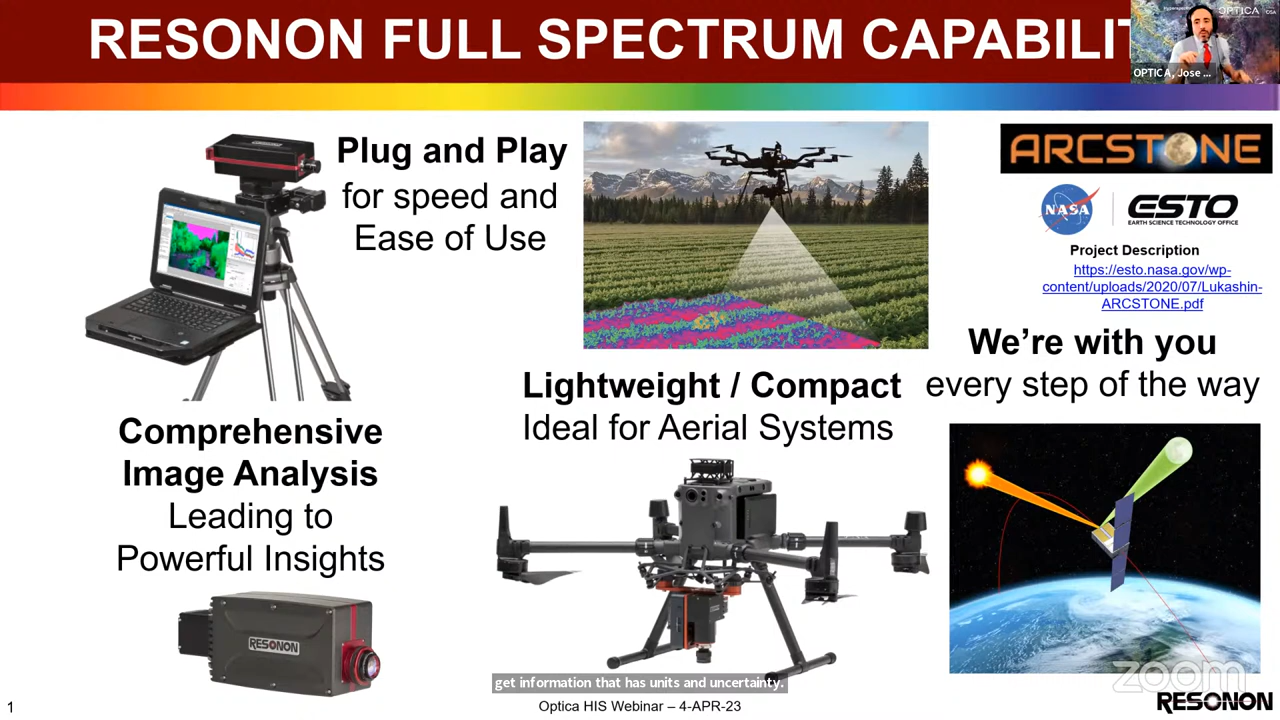 RESONON FULL SPECTRUM CAPABILIT
OPTICA
OPTICA, Jose ...
Plug and Play
for speed and
Ease of Use
ARCSTONE
NASA
ESTO
EARTH SCIENCE TECHNOLOGY OFFICE
Project Description
https://esto.nasa.gov/wp-
content/uploads/2020/07/Lukashin-
ARCSTONE.pdf
We're with you
every step of the way
Lightweight / Compact
Ideal for Aerial Systems
Comprehensive
Image Analysis
Leading to
Powerful Insights
RESONON
get information that has units and uncertainty.
zoom
1
Optica HIS Webinar – 4-APR-23
RESONON